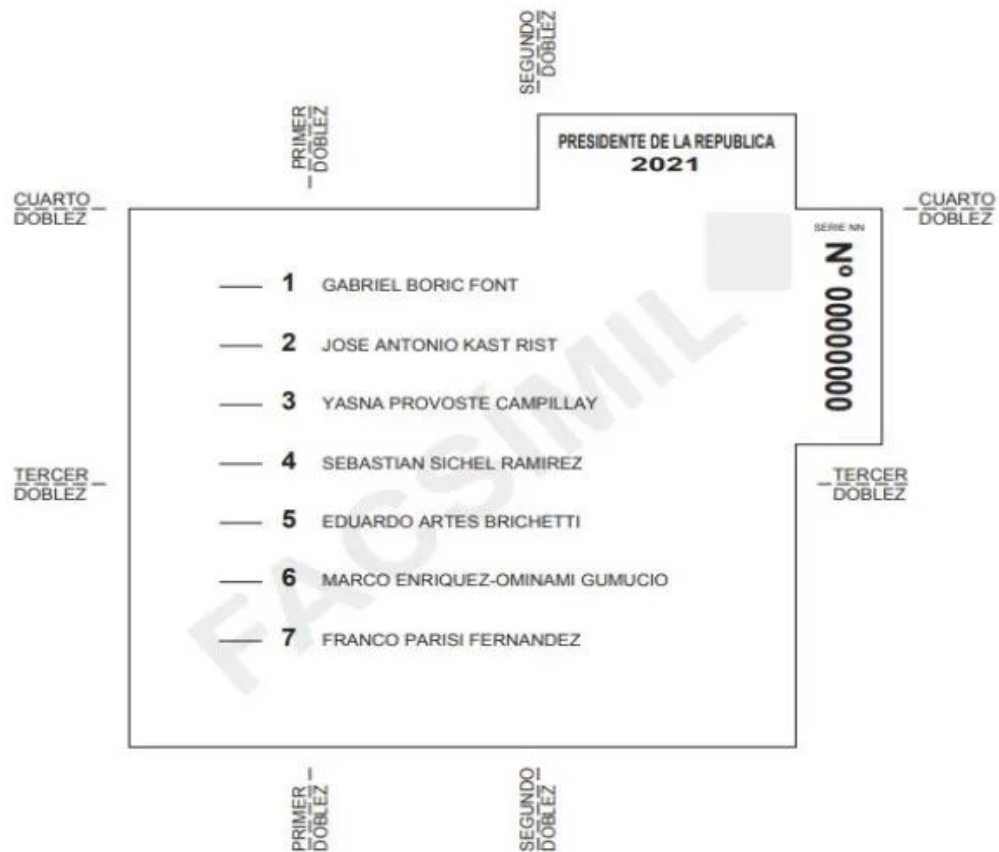 SEGUNDO
DOBLEZ
PRIMER
DOBLEZ
PRESIDENTE DE LA REPUBLICA
2021
CUARTO
DOBLEZ
CUARTO
DOBLEZ
SERIE NN
Nº 0000000
1 GABRIEL BORIC FONT
2 JOSE ANTONIO KAST RIST
3 YASNA PROVOSTE CAMPILLAY
4 SEBASTIAN SICHEL RAMIREZ
5 EDUARDO ARTES BRICHETTI
6 MARCO ENRIQUEZ-OMINAMI GUMUCIO
7 FRANCO PARISI FERNANDEZ
TERCER
DOBLEZ
TERCER
DOBLEZ
FACSÍMIL
PRIMER
DOBLEZ
SEGUNDO
DOBLEZ